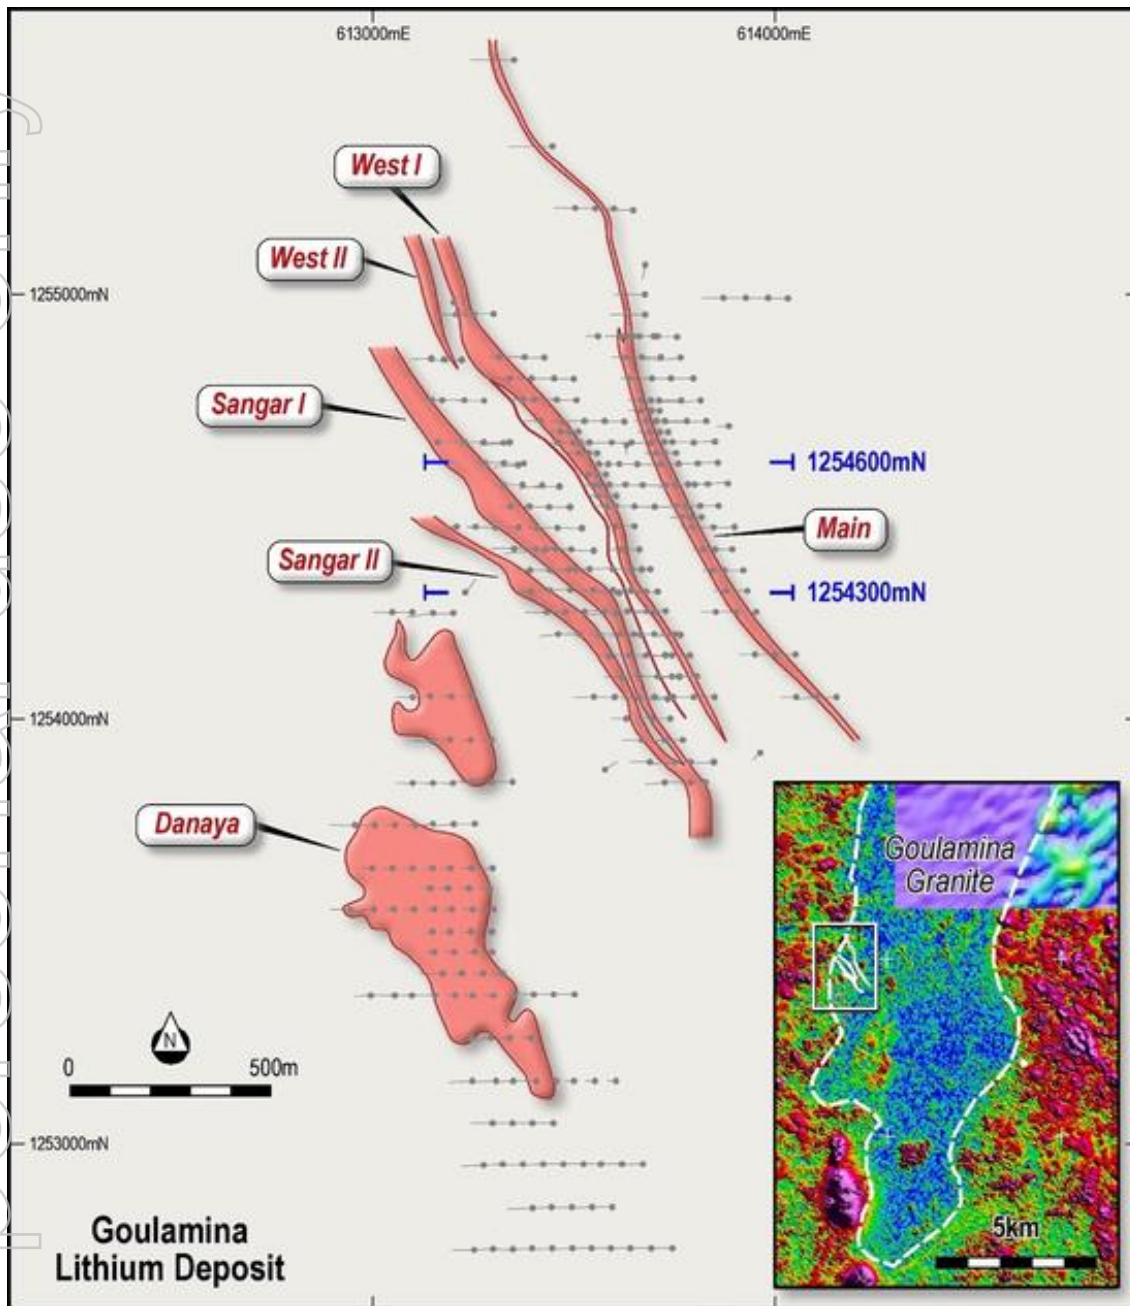 613000mE
614000mE
West I
West II
1255000mN
Sangar I
1254600mN
Main
Sangar II
1254300mN
1254000mN
Danaya
Goulamina
Granite
N
0
500m
1253000mN
5km
Goulamina
Lithium Deposit